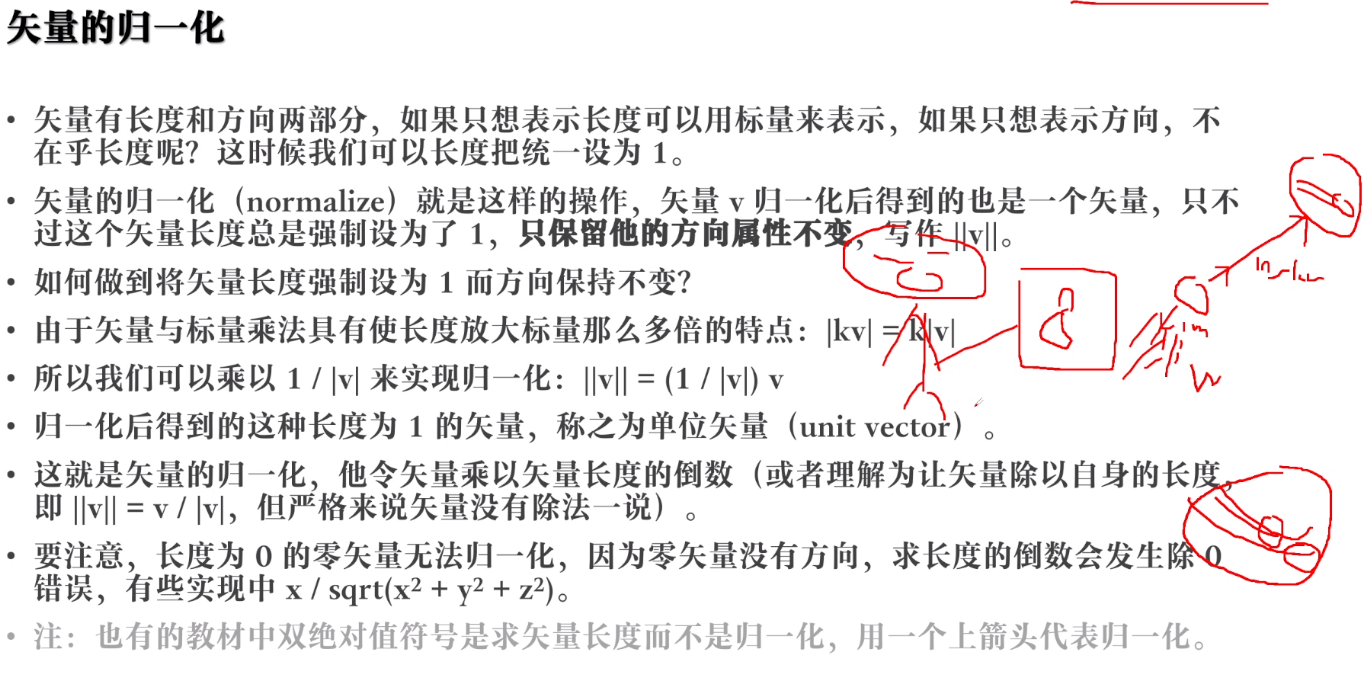 矢量的归一化
• 矢量有长度和方向两部分，如果只想表示长度可以用标量来表示，如果只想表示方向，不
在乎长度呢？这时候我们可以长度把统一设为 1。
• 矢量的归一化（normalize）就是这样的操作，矢量 v 归一化后得到的也是一个矢量，只不
过这个矢量长度总是强制设为了 1，只保留他的方向属性不变，写作 ||v||。
• 如何做到将矢量长度强制设为 1 而方向保持不变？
• 由于矢量与标量乘法具有使长度放大标量那么多倍的特点：|kv| = k|v|
• 所以我们可以乘以 1 / |v| 来实现归一化：||v|| = (1 / |v|) v
• 归一化后得到的这种长度为 1 的矢量，称之为单位矢量（unit vector）。
• 这就是矢量的归一化，他令矢量乘以矢量长度的倒数（或者理解为让矢量除以自身的长度，
即 ||v|| = v / |v|，但严格来说矢量没有除法一说）。
• 要注意，长度为 0 的零矢量无法归一化，因为零矢量没有方向，求长度的倒数会发生除 0
错误，有些实现中 x / sqrt(x² + y² + z²)。
• 注：也有的教材中双绝对值符号是求矢量长度而不是归一化，用一个上箭头代表归一化。